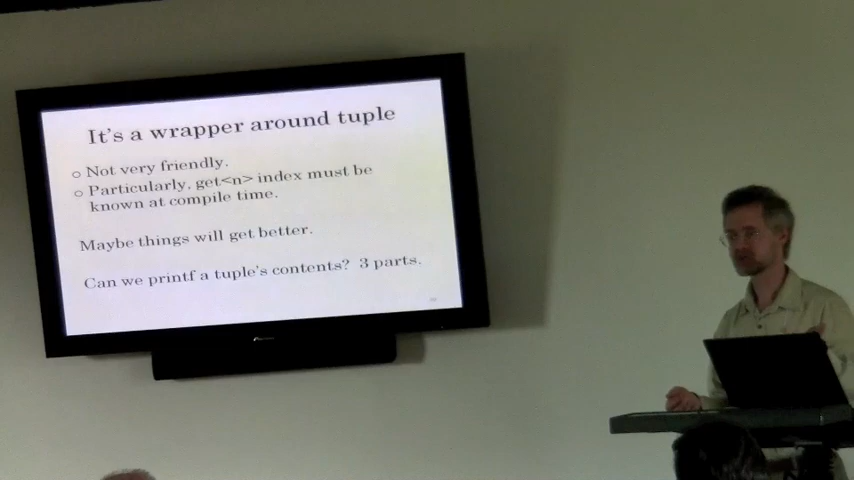 It's a wrapper around tuple
Not very friendly.
Particularly, get<n> index must be
known at compile time.
Maybe things will get better.
Can we printf a tuple's contents? 3 parts.